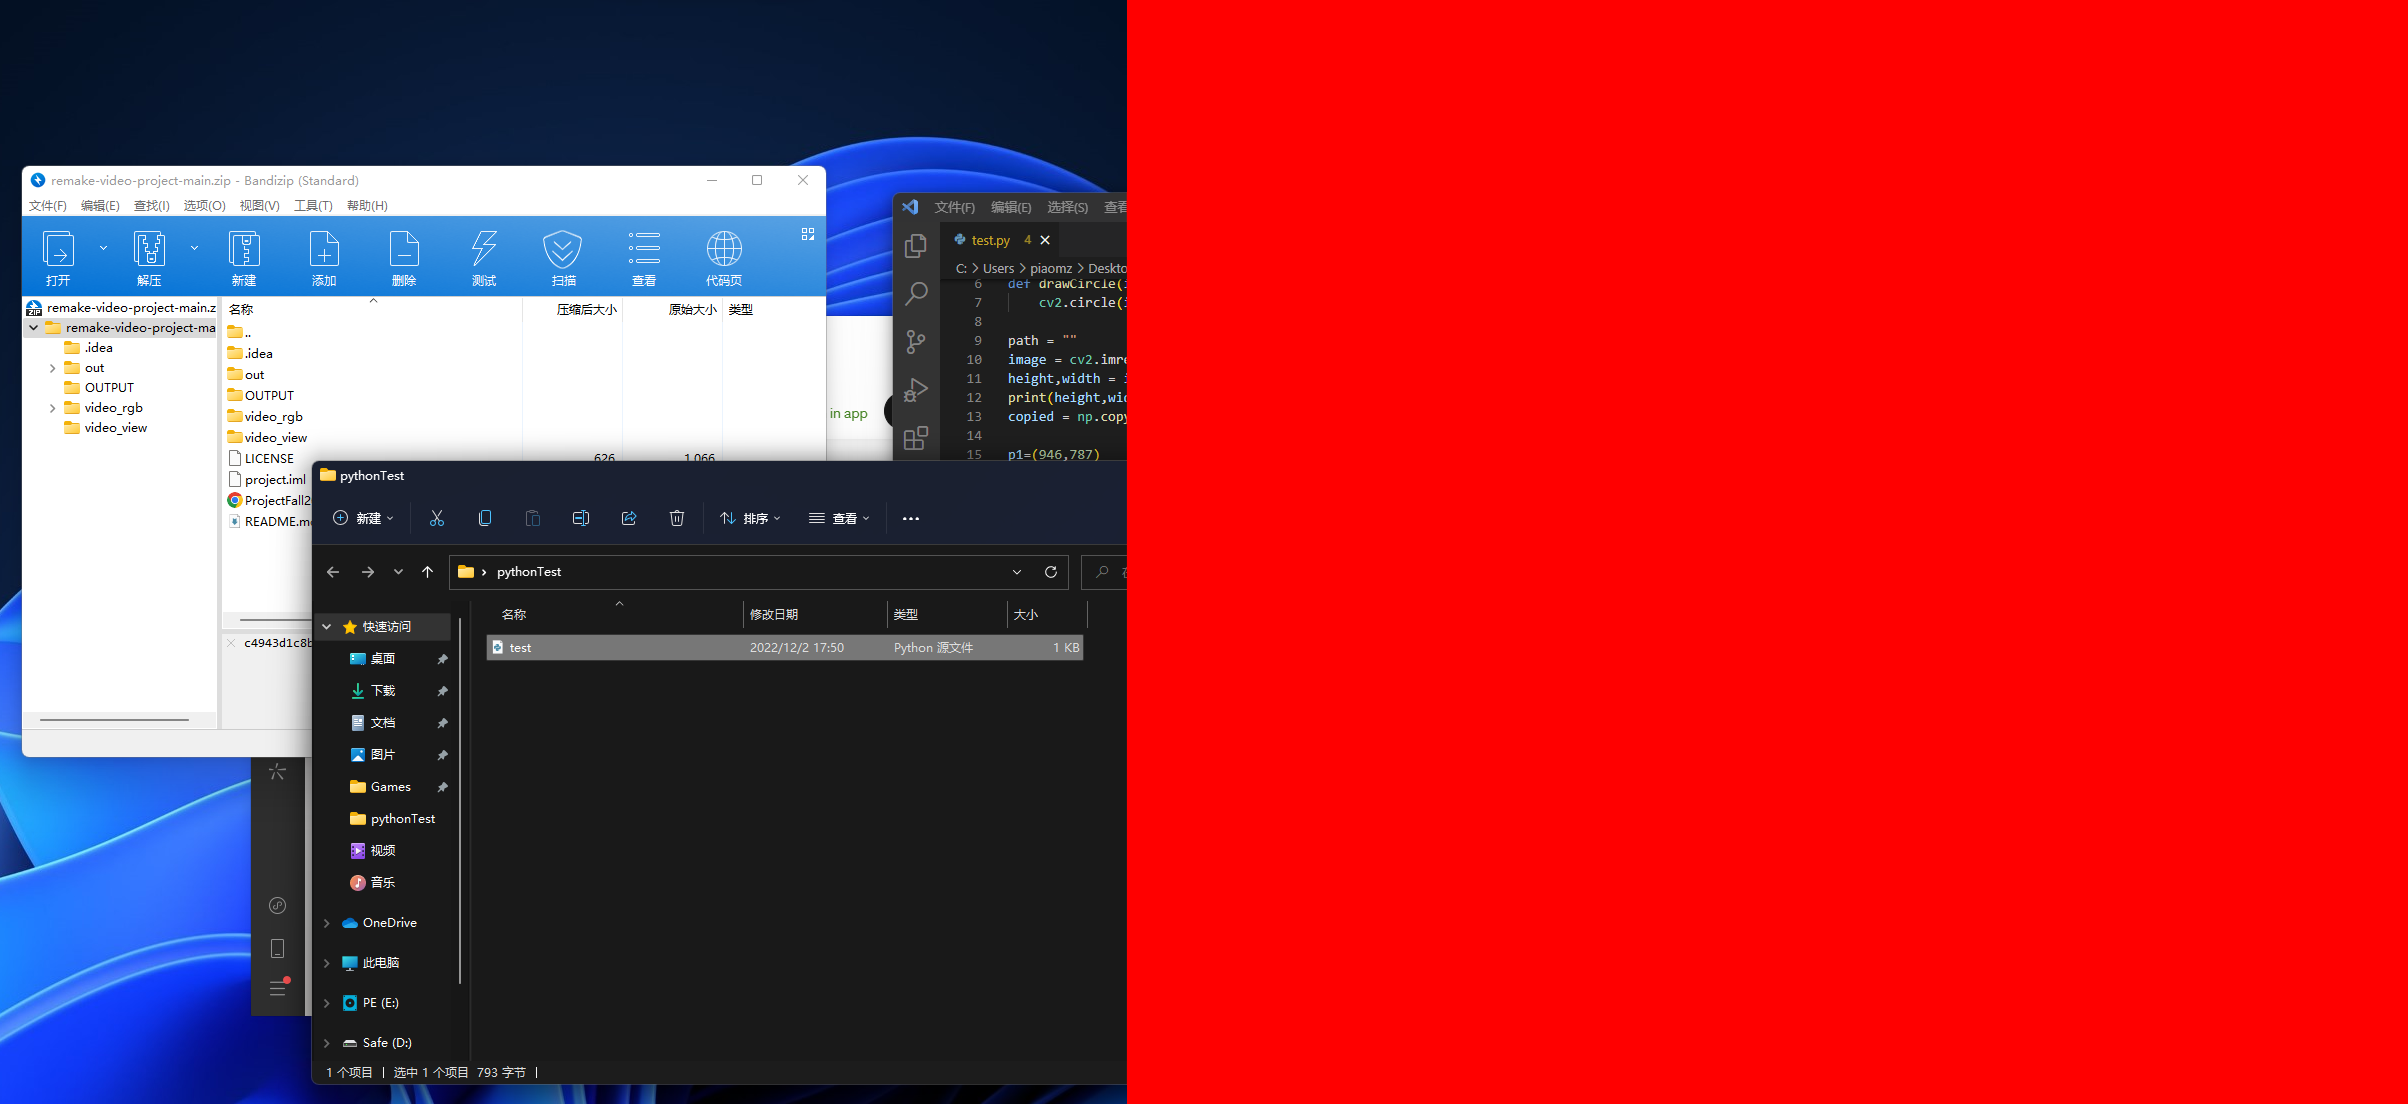 remake-video-project-main.zip - Bandizip (Standard)
文件(F) 编辑(E) 查找(I) 选项(O) 视图(V) 工具(T) 帮助(H)
打开 解压 新建 添加 删除 测试 扫描 查看 代码页
remake-video-project-main.z
remake-video-project-ma
.idea
out
OUTPUT
video_rgb
video_view
名称 压缩后大小 原始大小 类型
..
.idea
out
OUTPUT
video_rgb
video_view
LICENSE 626 1,066
project.iml
ProjectFall2
README.m
c4943d1c8b
in app
文件(F) 编辑(E) 选择(S) 查看
test.py 4
C: > Users > piaomz > Deskto
6 def drawCircle(
7 cv2.circle(
8
9 path = ""
10 image = cv2.imre
11 height,width =
12 print(height,wi
13 copied = np.copy
14
15 p1=(946,787)
pythonTest
新建 排序 查看
pythonTest
名称 修改日期 类型 大小
test 2022/12/2 17:50 Python 源文件 1 KB
快速访问
桌面
下载
文档
图片
Games
pythonTest
视频
音乐
OneDrive
此电脑
PE (E:)
Safe (D:)
1 个项目 选中 1 个项目 793 字节